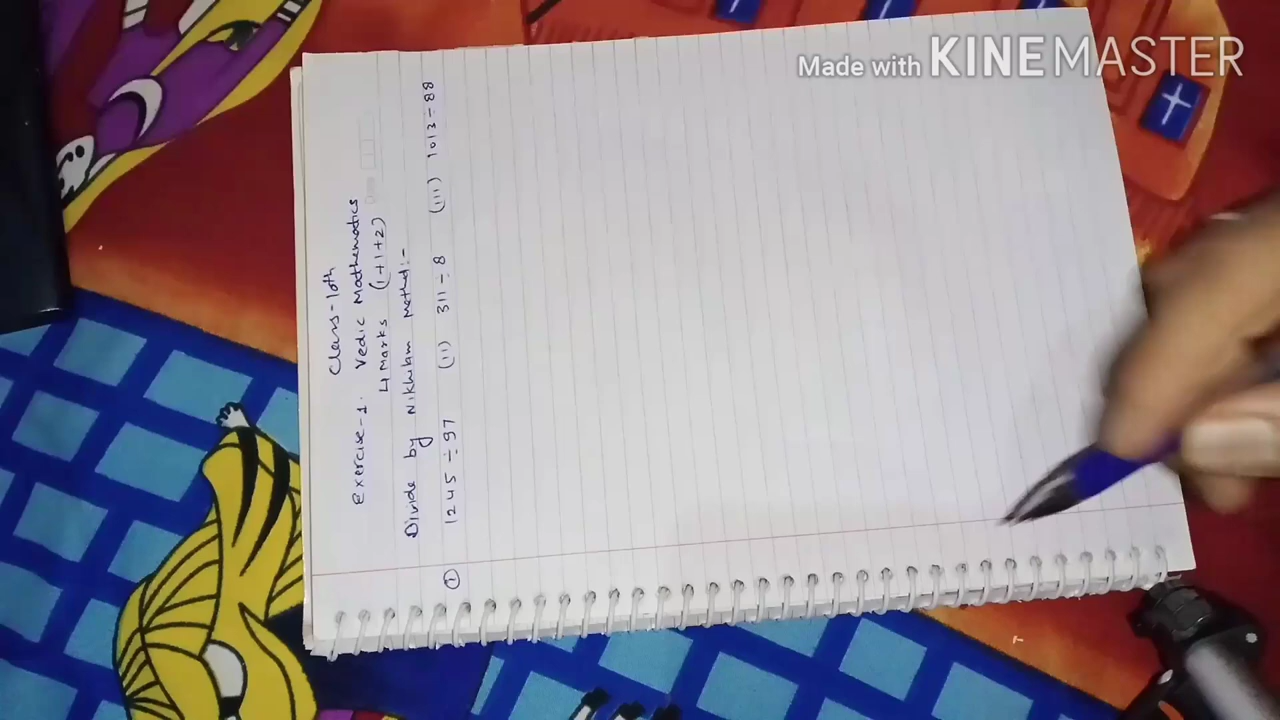 Made with KINEMASTER
Class-10th
Exercise-1. Vedic Mathematics
4 Marks (1+1+2)
Divide by Nikhilam Method:-
① 1245 ÷ 97 (ii) 311 ÷ 8 (iii) 1013 ÷ 88